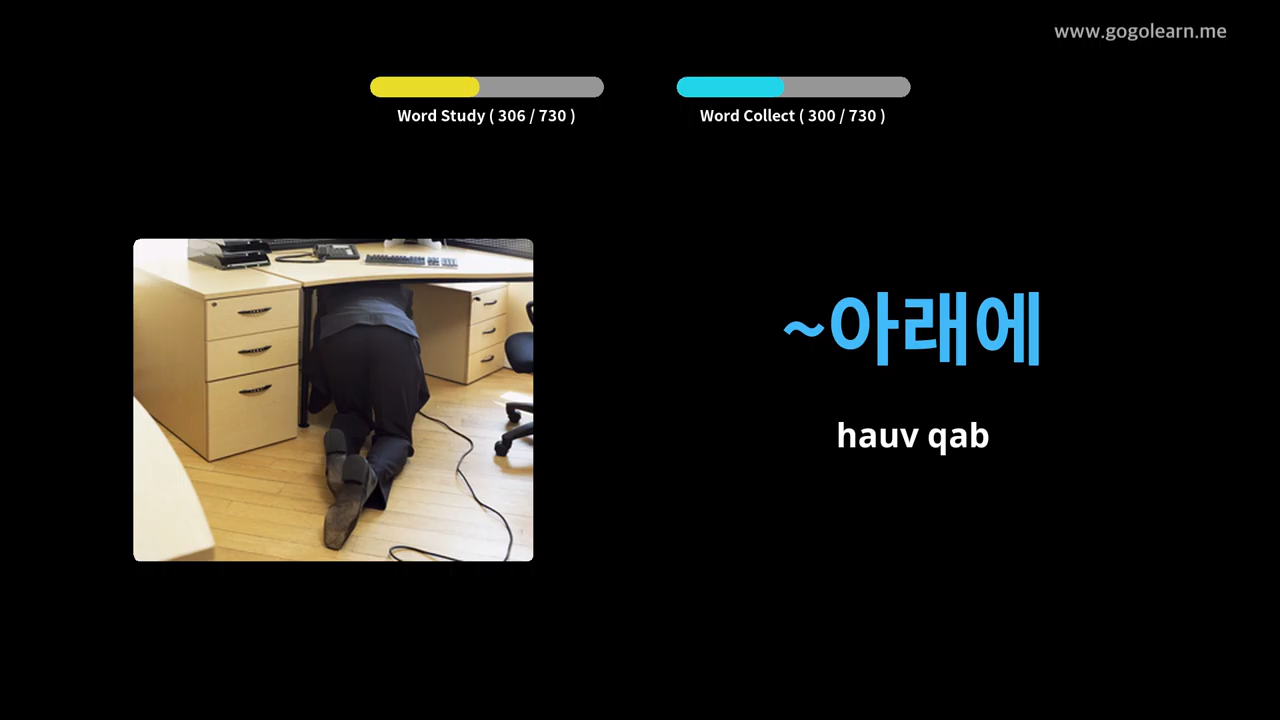 www.gogolearn.me
Word Study ( 306 / 730 )
Word Collect ( 300 / 730 )
~아래에
hauv qab